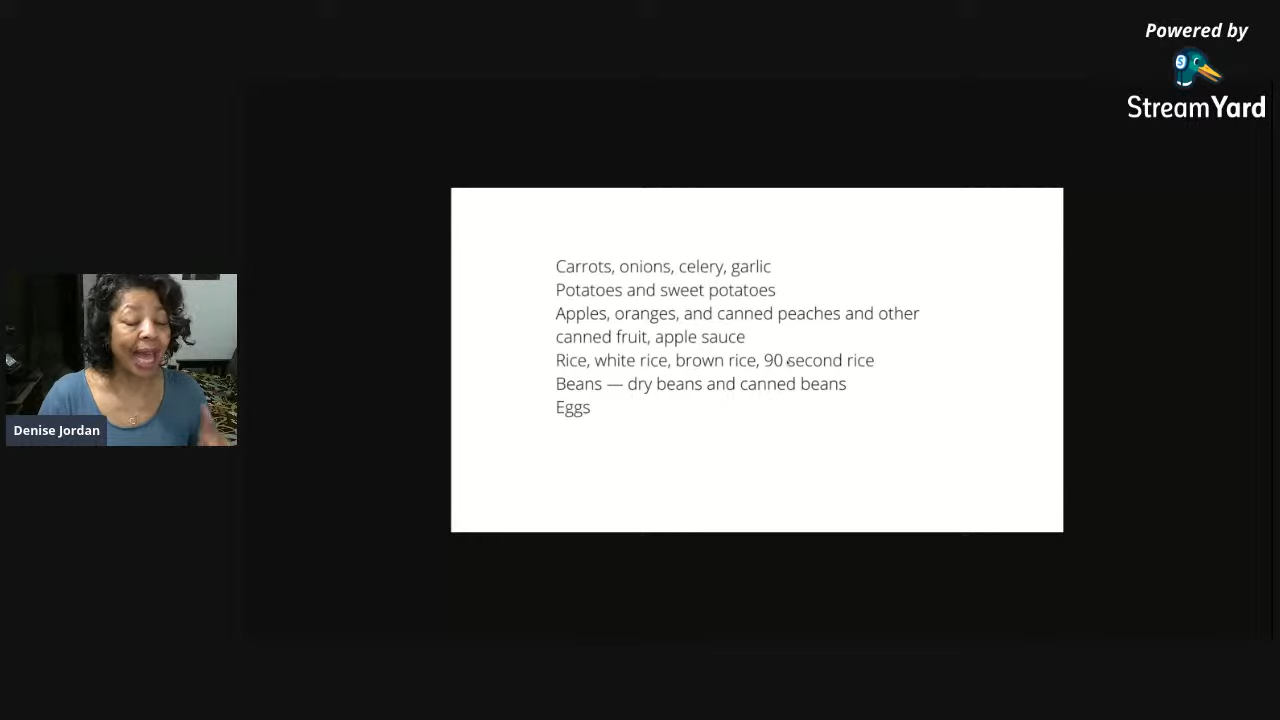 Powered by
StreamYard
Carrots, onions, celery, garlic
Potatoes and sweet potatoes
Apples, oranges, and canned peaches and other
canned fruit, apple sauce
Rice, white rice, brown rice, 90 second rice
Beans — dry beans and canned beans
Eggs
Denise Jordan